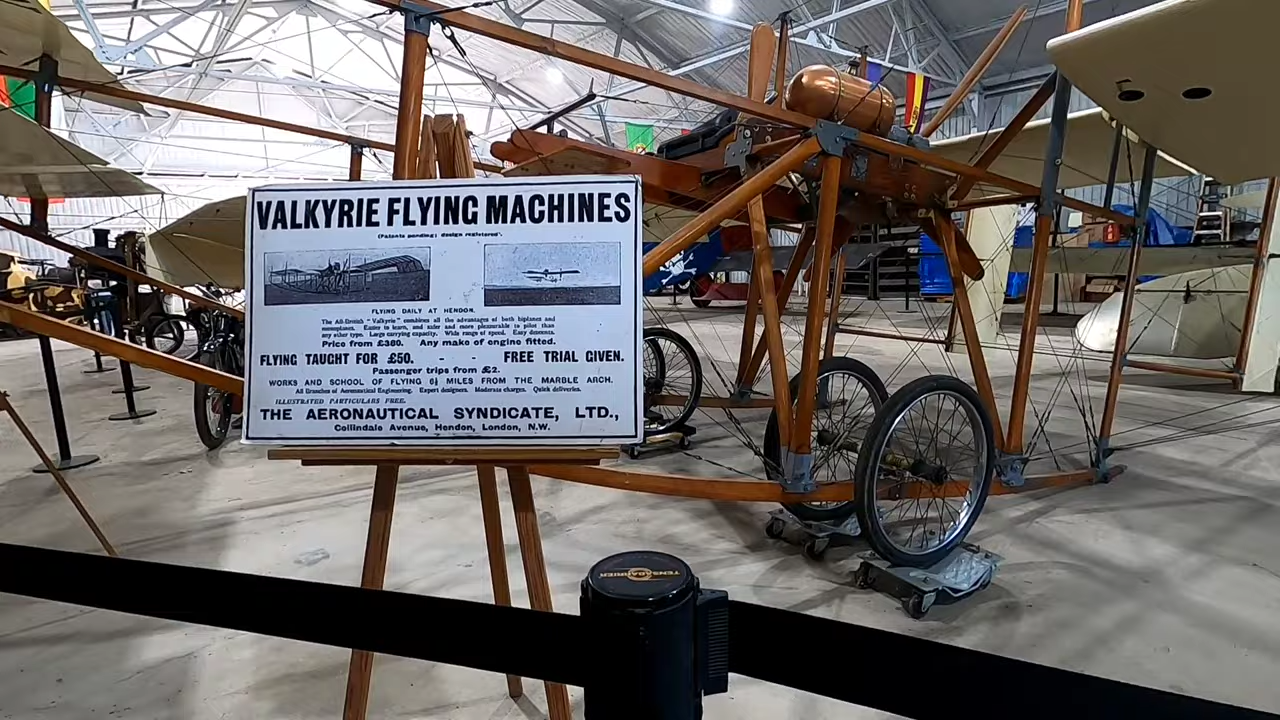 VALKYRIE FLYING MACHINES
(Patents pending; design registered).
FLYING DAILY AT HENDON.
The All-British "Valkyrie" combines all the advantages of both biplanes and
monoplanes. Easier to learn, and safer and more pleasurable to pilot than
any other type. Large carrying capacity. Wide range of speed. Easy descents.
Price from £380. Any make of engine fitted.
FLYING TAUGHT FOR £50. - - FREE TRIAL GIVEN.
Passenger trips from £2.
WORKS AND SCHOOL OF FLYING 6½ MILES FROM THE MARBLE ARCH.
All Branches of Aeronautical Engineering. Expert designers. Moderate charges. Quick deliveries.
ILLUSTRATED PARTICULARS FREE.
THE AERONAUTICAL SYNDICATE, LTD.,
Collindale Avenue, Hendon, London, N.W.
TENSABARRIER